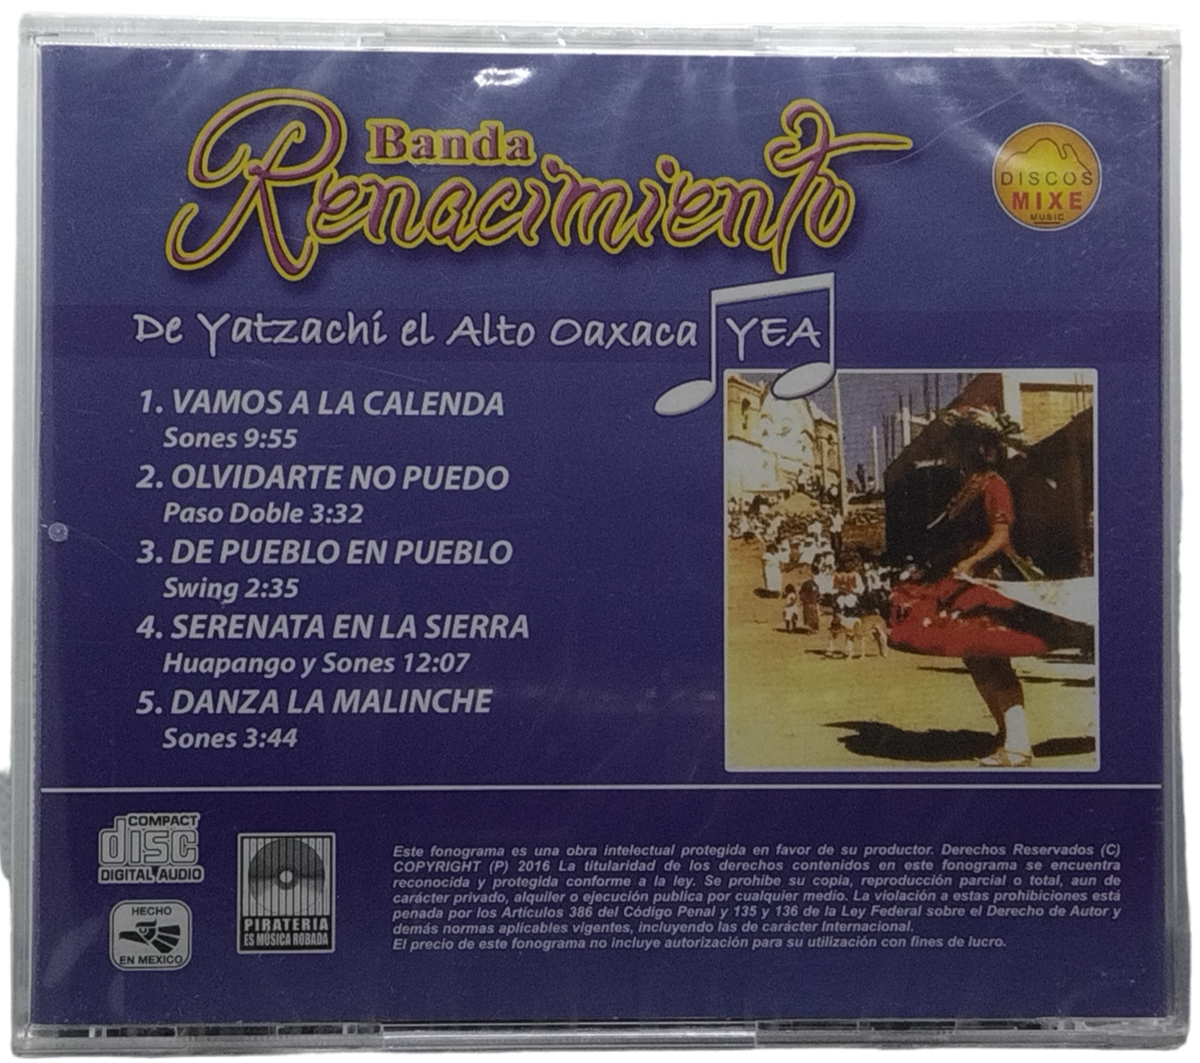 Banda
Renacimiento
DISCOS
MIXE
MUSIC
De Yatzachí el Alto Oaxaca YEA
1. VAMOS A LA CALENDA
Sones 9:55
2. OLVIDARTE NO PUEDO
Paso Doble 3:32
3. DE PUEBLO EN PUEBLO
Swing 2:35
4. SERENATA EN LA SIERRA
Huapango y Sones 12:07
5. DANZA LA MALINCHE
Sones 3:44
COMPACT
disc
DIGITAL AUDIO
HECHO
EN MEXICO
PIRATERIA
ES MÚSICA ROBADA
Este fonograma es una obra intelectual protegida en favor de su productor. Derechos Reservados (C)
COPYRIGHT (P) 2016 La titularidad de los derechos contenidos en este fonograma se encuentra
reconocida y protegida conforme a la ley. Se prohibe su copia, reproducción parcial o total, aun de
carácter privado, alquiler o ejecución publica por cualquier medio. La violación a estas prohibiciones está
penada por los Artículos 386 del Código Penal y 135 y 136 de la Ley Federal sobre el Derecho de Autor y
demás normas aplicables vigentes, incluyendo las de carácter Internacional.
El precio de este fonograma no incluye autorización para su utilización con fines de lucro.